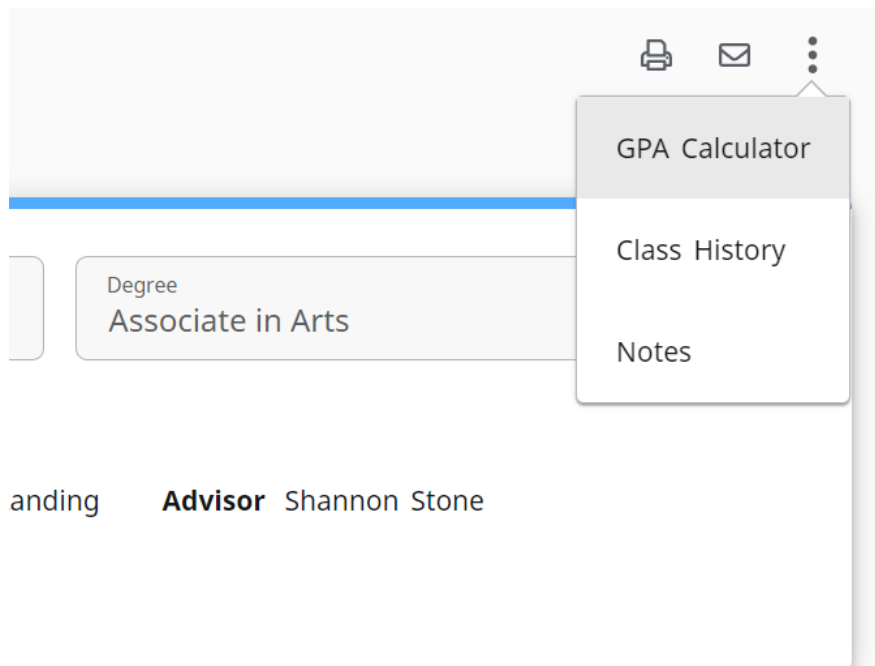 GPA Calculator
Class History
Notes
Degree
Associate in Arts
anding Advisor Shannon Stone